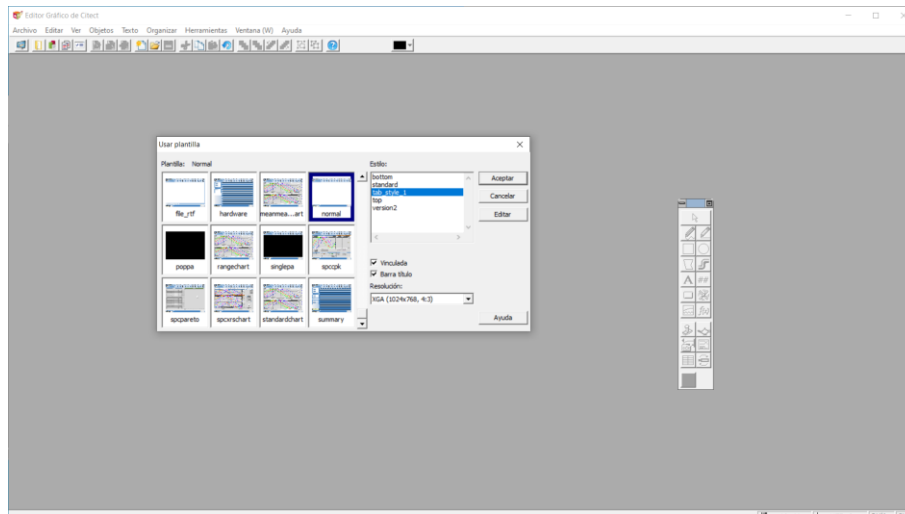 Editor Gráfico de Citect
Archivo Editar Ver Objetos Texto Organizar Herramientas Ventana (W) Ayuda
Usar plantilla
Plantilla: Normal
file_rtf hardware meanmea...art normal
poppa rangechart singlepa spccpk
spcpareto spcxrschart standardchart summary
Estilo:
bottom
standard
tab_style_1
top
version2
Vinculada
Barra título
Resolución:
XGA (1024x768, 4:3)
Aceptar
Cancelar
Editar
Ayuda
A ##